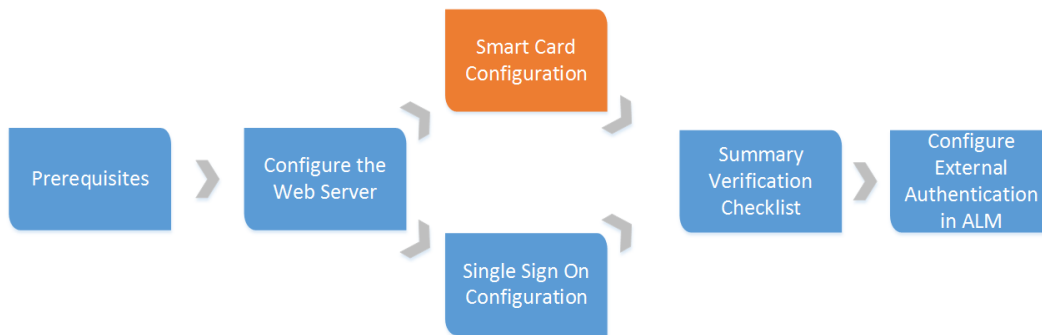 Prerequisites
Configure the
Web Server
Smart Card
Configuration
Single Sign On
Configuration
Summary
Verification
Checklist
Configure
External
Authentication
in ALM